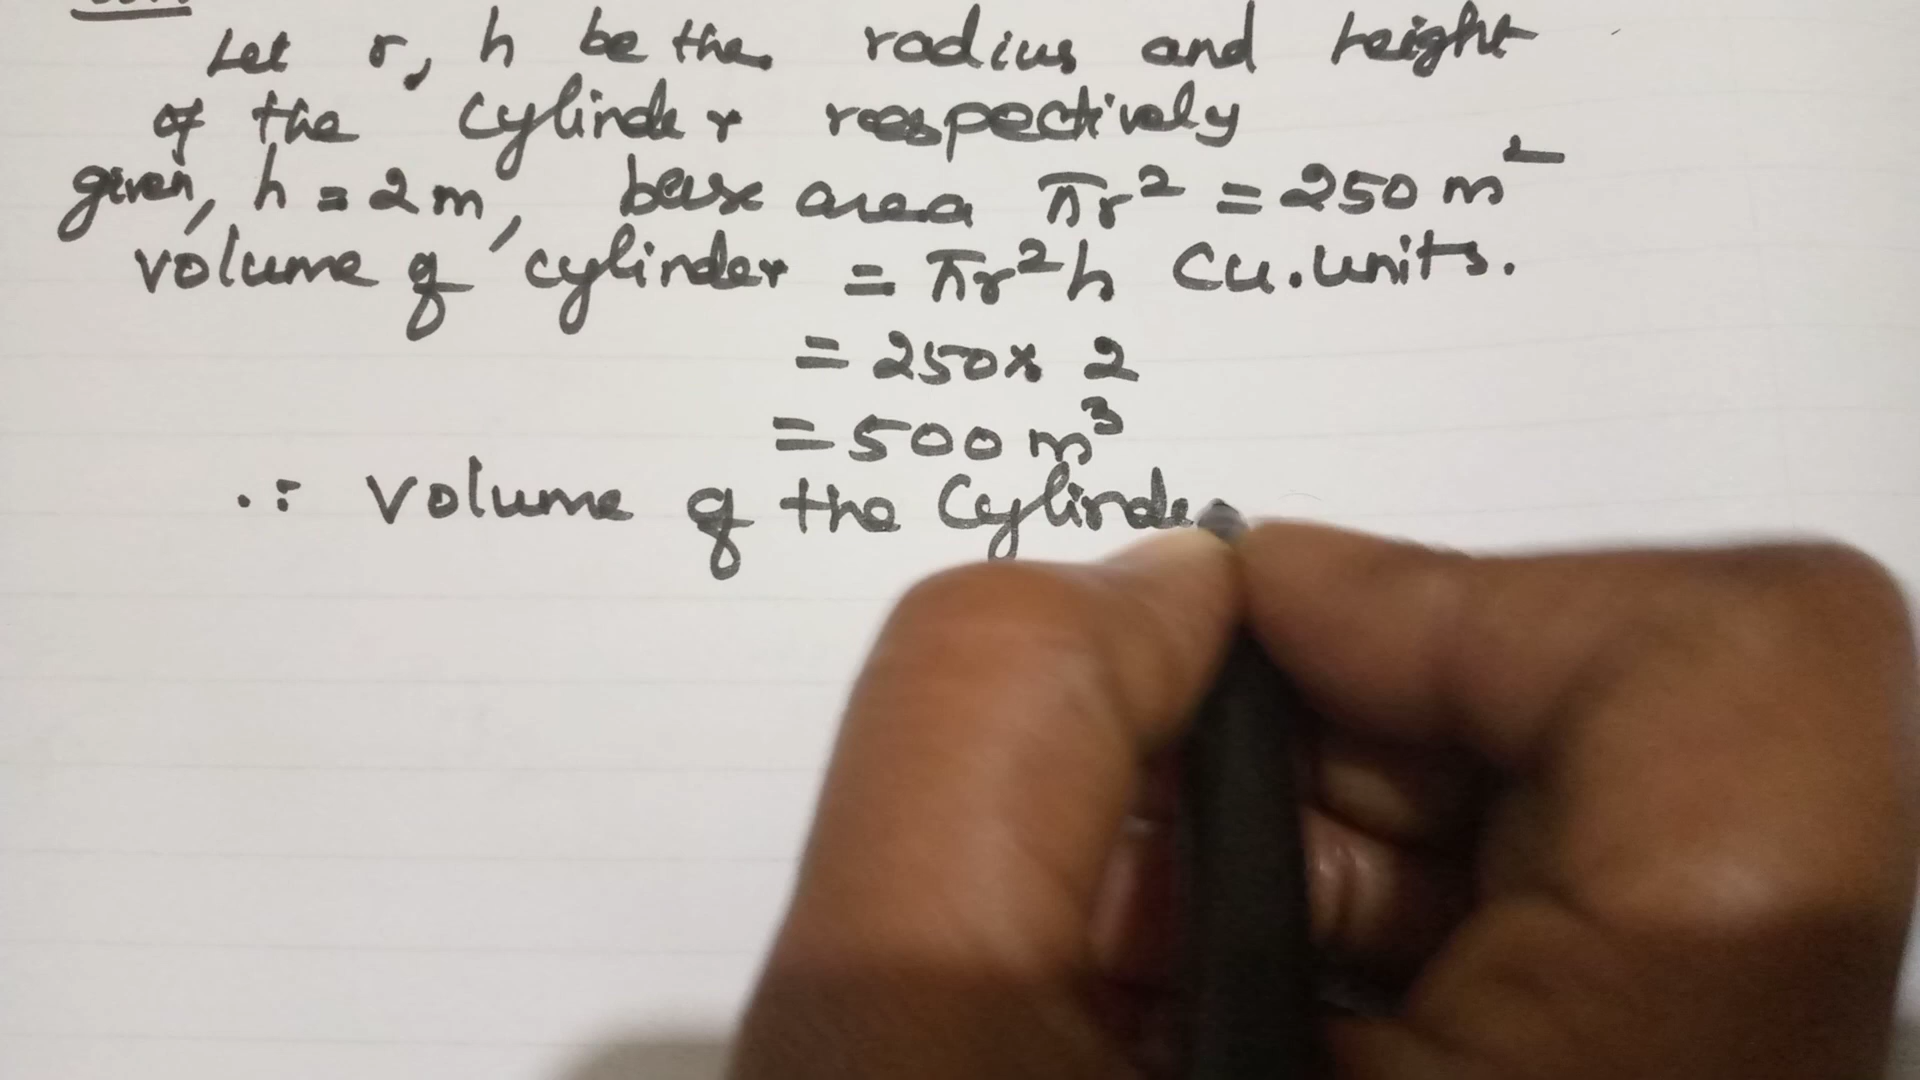 Let r, h be the radius and height
of the cylinder respectively
given, h = 2m, base area πr² = 250 m²
volume of cylinder = πr²h Cu. units.
= 250 x 2
= 500 m³
∴ Volume of the Cylinde